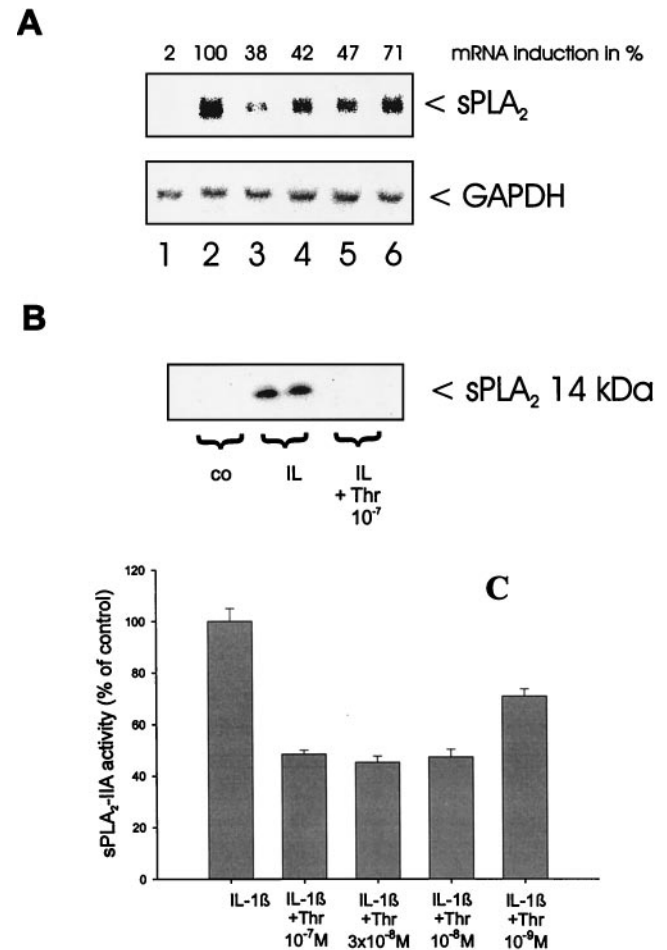 A
2 100 38 42 47 71 mRNA induction in %
< sPLA₂
< GAPDH
1 2 3 4 5 6
B
< sPLA₂ 14 kDa
co IL IL
+ Thr
10⁻⁷
C
sPLA₂-IIA activity (% of control)
120
100
80
60
40
20
0
IL-1ß IL-1ß IL-1ß IL-1ß IL-1ß
+Thr +Thr +Thr +Thr
10⁻⁷M 3x10⁻⁸M 10⁻⁸M 10⁻⁹M